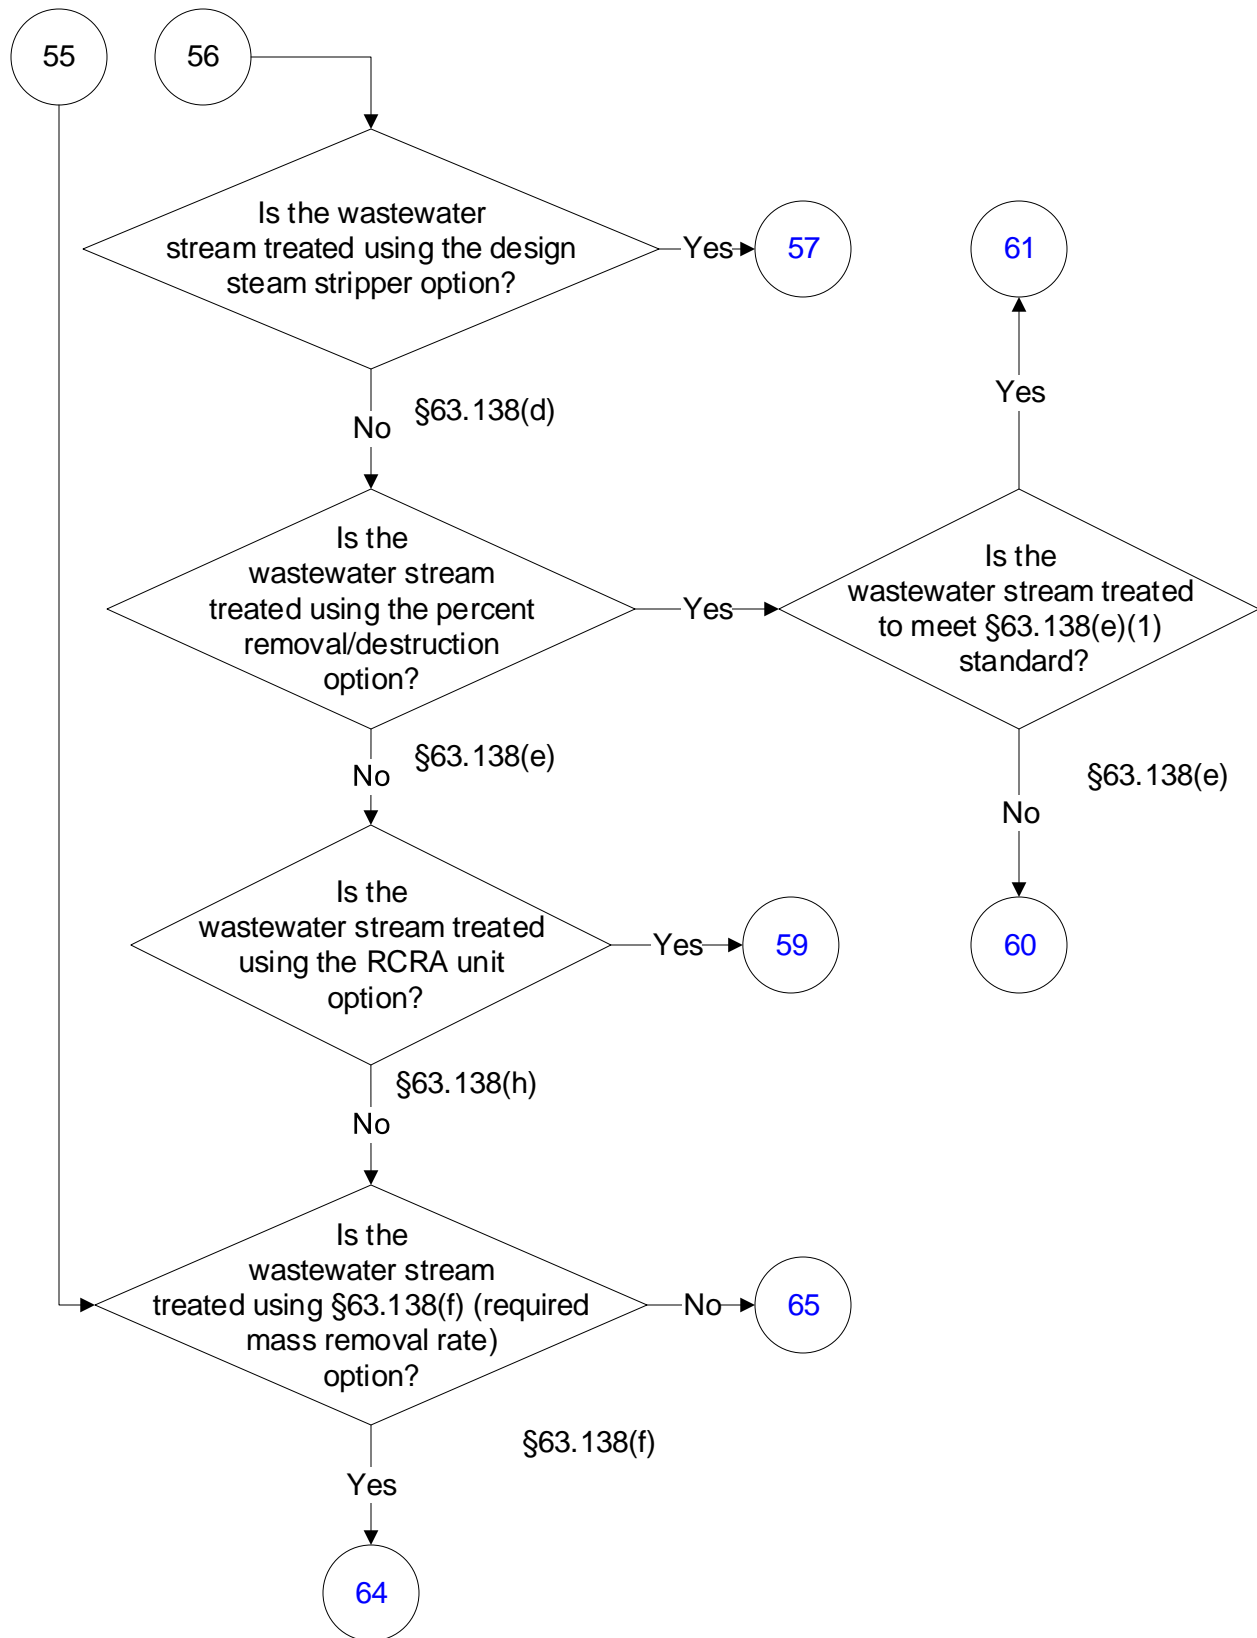 55
56
Is the wastewater
stream treated using the design
steam stripper option?
Yes
57
61
Yes
No
§63.138(d)
Is the
wastewater stream
treated using the percent
removal/destruction
option?
Yes
Is the
wastewater stream treated
to meet §63.138(e)(1)
standard?
No
§63.138(e)
§63.138(e)
No
60
Is the
wastewater stream treated
using the RCRA unit
option?
Yes
59
§63.138(h)
No
Is the
wastewater stream
treated using §63.138(f) (required
mass removal rate)
option?
No
65
§63.138(f)
Yes
64